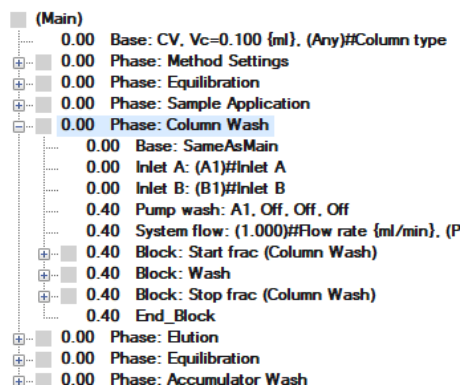 (Main)
0.00 Base: CV, Vc=0.100 {ml}, (Any)#Column type
0.00 Phase: Method Settings
0.00 Phase: Equilibration
0.00 Phase: Sample Application
0.00 Phase: Column Wash
0.00 Base: SameAsMain
0.00 Inlet A: (A1)#Inlet A
0.00 Inlet B: (B1)#Inlet B
0.40 Pump wash: A1, Off, Off, Off
0.40 System flow: (1.000)#Flow rate {ml/min}, (P
0.40 Block: Start frac (Column Wash)
0.40 Block: Wash
0.40 Block: Stop frac (Column Wash)
0.40 End_Block
0.00 Phase: Elution
0.00 Phase: Equilibration
0.00 Phase: Accumulator Wash